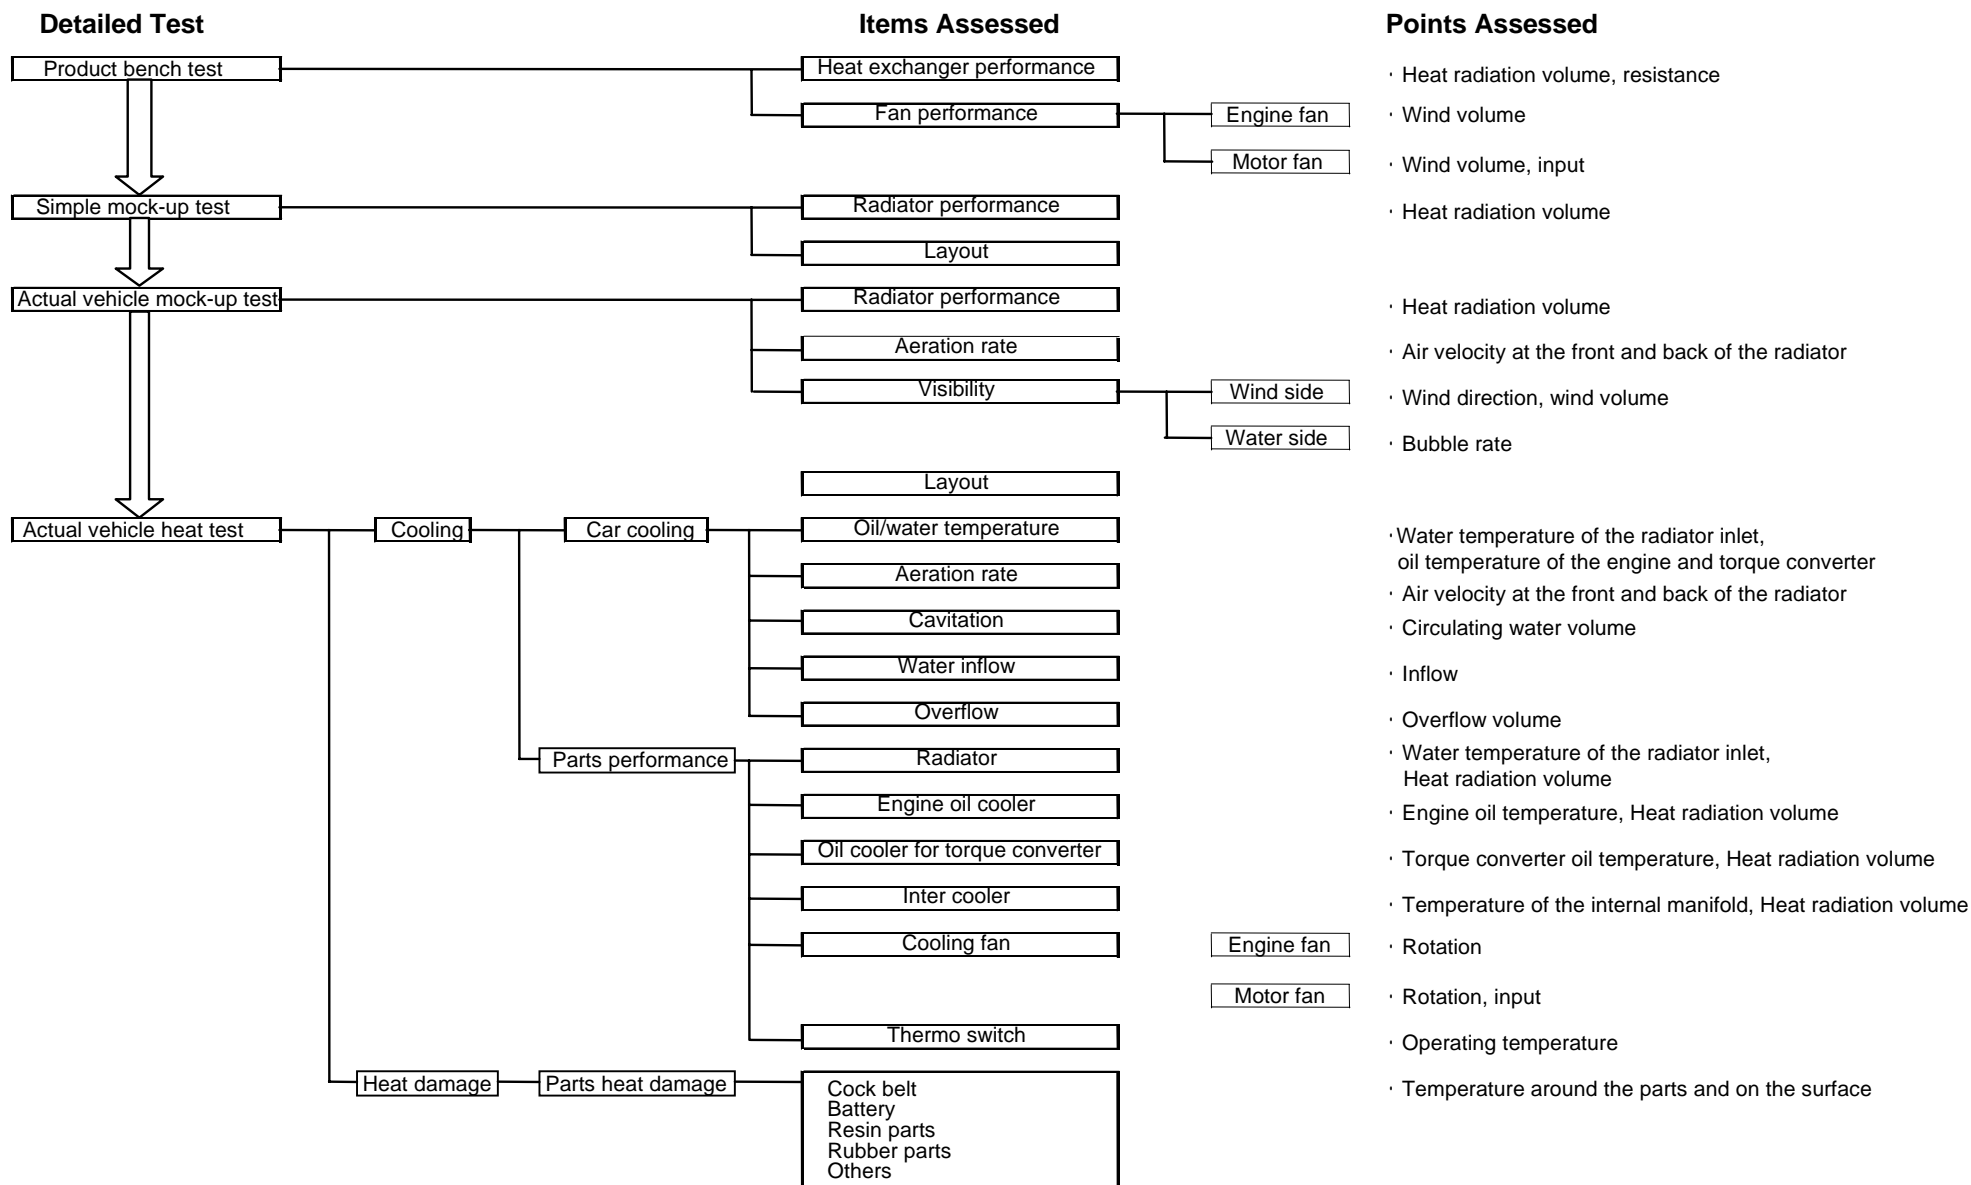 Detailed Test
Items Assessed
Points Assessed
Product bench test
Heat exchanger performance
· Heat radiation volume, resistance
Fan performance
Engine fan
· Wind volume
Motor fan
· Wind volume, input
Simple mock-up test
Radiator performance
· Heat radiation volume
Layout
Actual vehicle mock-up test
Radiator performance
· Heat radiation volume
Aeration rate
· Air velocity at the front and back of the radiator
Visibility
Wind side
· Wind direction, wind volume
Water side
· Bubble rate
Layout
Actual vehicle heat test
Cooling
Car cooling
Oil/water temperature
· Water temperature of the radiator inlet,
oil temperature of the engine and torque converter
Aeration rate
· Air velocity at the front and back of the radiator
Cavitation
· Circulating water volume
Water inflow
· Inflow
Overflow
· Overflow volume
Parts performance
Radiator
· Water temperature of the radiator inlet,
Heat radiation volume
Engine oil cooler
· Engine oil temperature, Heat radiation volume
Oil cooler for torque converter
· Torque converter oil temperature, Heat radiation volume
Inter cooler
· Temperature of the internal manifold, Heat radiation volume
Cooling fan
Engine fan
· Rotation
Motor fan
· Rotation, input
Thermo switch
· Operating temperature
Heat damage
Parts heat damage
Cock belt
Battery
Resin parts
Rubber parts
Others
· Temperature around the parts and on the surface